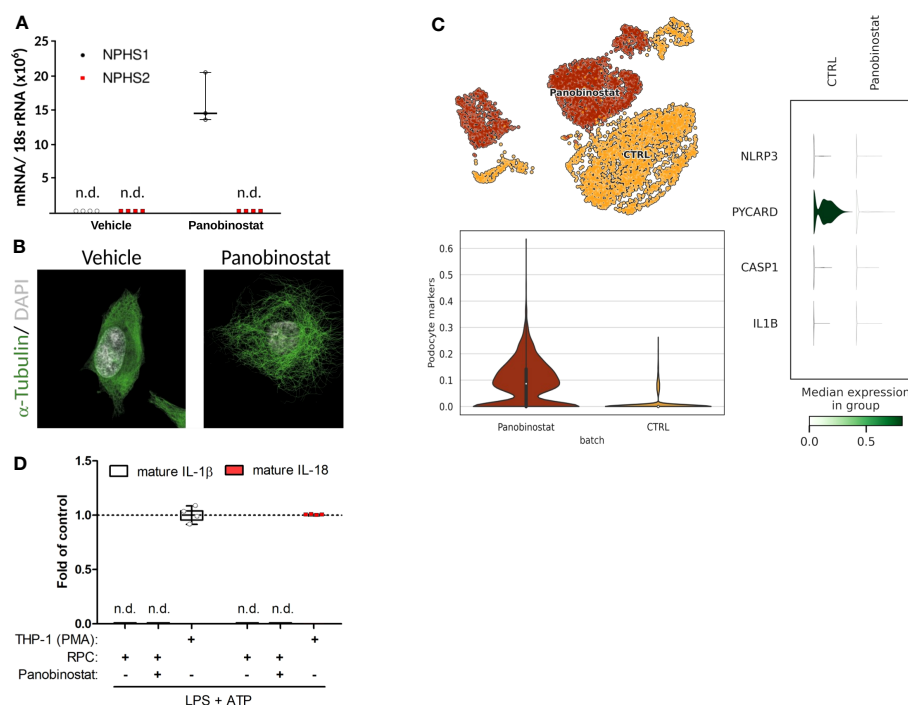 A
mRNA/ 18s rRNA (x10⁶)
25
20
15
10
5
NPHS1
NPHS2
n.d.
n.d.
n.d.
Vehicle
Panobinostat
B
Vehicle
Panobinostat
α-Tubulin/ DAPI
C
Panobinostat
CTRL
Podocyte markers
0.6
0.5
0.4
0.3
0.2
0.1
0.0
Panobinostat
CTRL
batch
CTRL
Panobinostat
NLRP3
PYCARD
CASP1
IL1B
Median expression
in group
0.0
0.5
D
Fold of control
1.5
1.0
0.5
0.0
mature IL-1β
mature IL-18
n.d.
n.d.
n.d.
n.d.
THP-1 (PMA): + +
RPC: + + + +
Panobinostat: - + - - + -
LPS + ATP